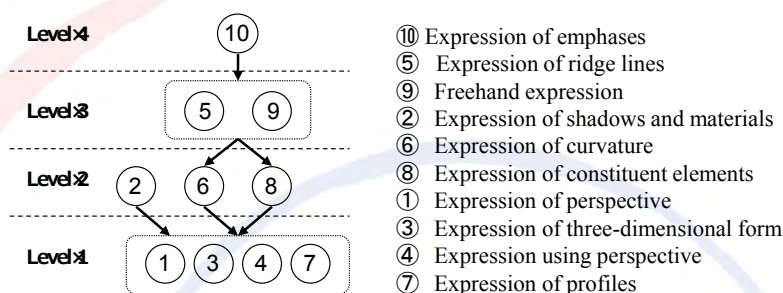 Level×4
10
Level×3
5 9
Level×2
2 6 8
Level×1
1 3 4 7
⑩ Expression of emphases
⑤ Expression of ridge lines
⑨ Freehand expression
② Expression of shadows and materials
⑥ Expression of curvature
⑧ Expression of constituent elements
① Expression of perspective
③ Expression of three-dimensional form
④ Expression using perspective
⑦ Expression of profiles